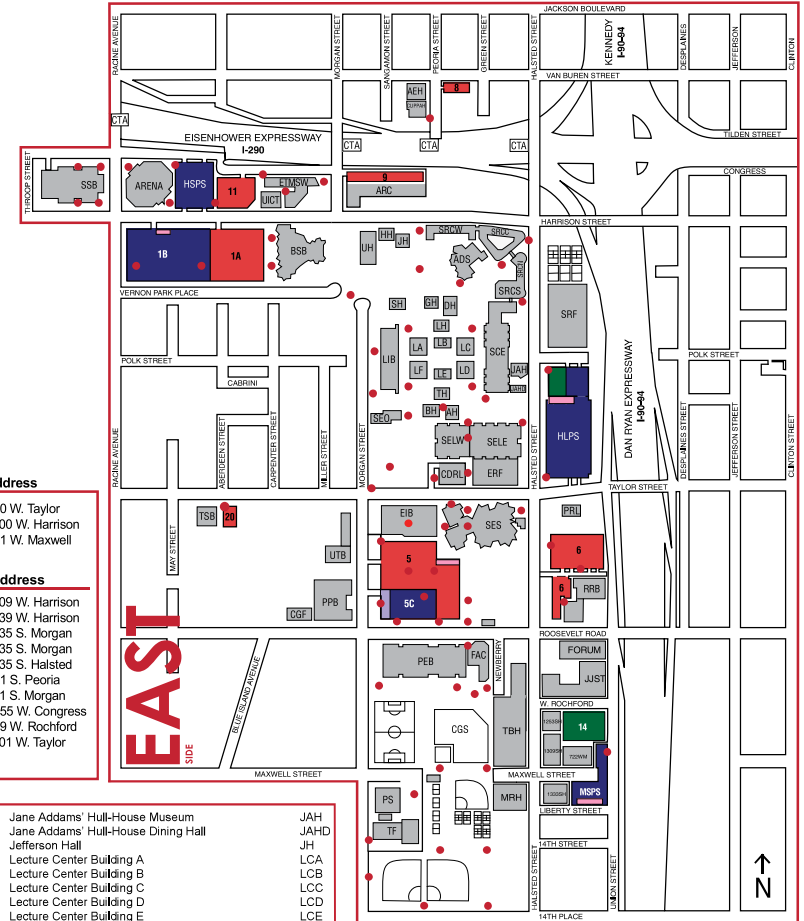 JACKSON BOULEVARD
RACINE AVENUE
MORGAN STREET
SANGAMON STREET
PEORIA STREET
GREEN STREET
HALSTED STREET
KENNEDY
I-90-94
DESPLAINES
JEFFERSON
CLINTON
VAN BUREN STREET
AEH
CUPPAH
8
CTA
EISENHOWER EXPRESSWAY
I-290
CTA
CTA
CTA
TILDEN STREET
THROOP STREET
SSB
ARENA
HSPS
11
ETMSW
UICT
9
ARC
CONGRESS
HARRISON STREET
1B
1A
BSB
UH
HH
JH
SRCW
SRCC
ADS
SRCN
SRCS
VERNON PARK PLACE
SH
GH
DH
LH
SRF
LIB
LA
LB
LC
SCE
POLK STREET
POLK STREET
LF
LE
LD
JAH
JAHD
CABRINI
TH
SEO
BH
AH
SELW
SELE
HLPS
DAN RYAN EXPRESSWAY
I-90-94
RACINE AVENUE
ABERDEEN STREET
CARPENTER STREET
MILLER STREET
MORGAN STREET
CDRL
ERF
HALSTED STREET
DESPLAINES STREET
JEFFERSON STREET
CLINTON STREET
TAYLOR STREET
ddress
0 W. Taylor
00 W. Harrison
1 W. Maxwell
ddress
09 W. Harrison
39 W. Harrison
35 S. Morgan
35 S. Morgan
35 S. Halsted
1 S. Peoria
1 S. Morgan
55 W. Congress
9 W. Rochford
01 W. Taylor
MAY STREET
TSB
20
UTB
EIB
SES
PRL
5
6
5C
6
RRB
CGF
PPB
ROOSEVELT ROAD
EAST
SIDE
BLUE ISLAND AVENUE
PEB
FAC
NEWBERRY
FORUM
JJST
W. ROCHFORD
CGS
TBH
1253SH
14
1309SH
722WM
MAXWELL STREET
MAXWELL STREET
PS
MRH
1333SH
MSPS
LIBERTY STREET
TF
14TH STREET
HALSTED STREET
UNION STREET
14TH PLACE
N
Jane Addams' Hull-House Museum JAH
Jane Addams' Hull-House Dining Hall JAHD
Jefferson Hall JH
Lecture Center Building A LCA
Lecture Center Building B LCB
Lecture Center Building C LCC
Lecture Center Building D LCD
Lecture Center Building E LCE